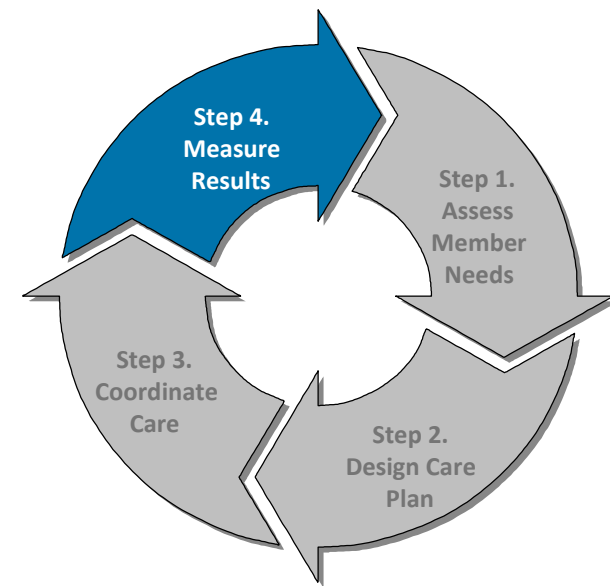 Step 4.
Measure
Results
Step 1.
Assess
Member
Needs
Step 2.
Design Care
Plan
Step 3.
Coordinate
Care